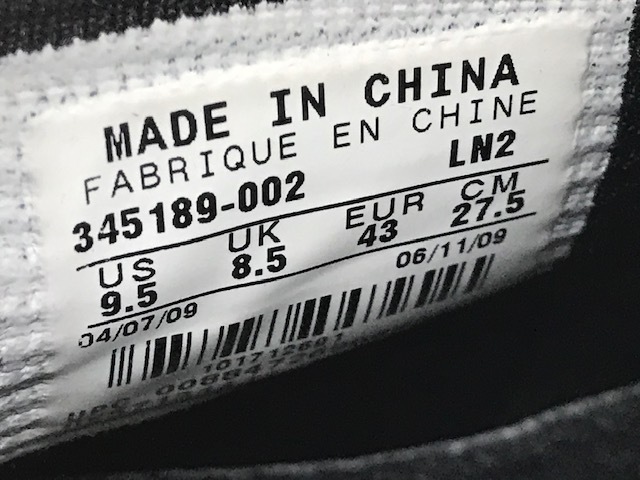 MADE IN CHINA
FABRIQUE EN CHINE
345189-002 LN2
US UK EUR CM
9.5 8.5 43 27.5
04/07/09 06/11/09